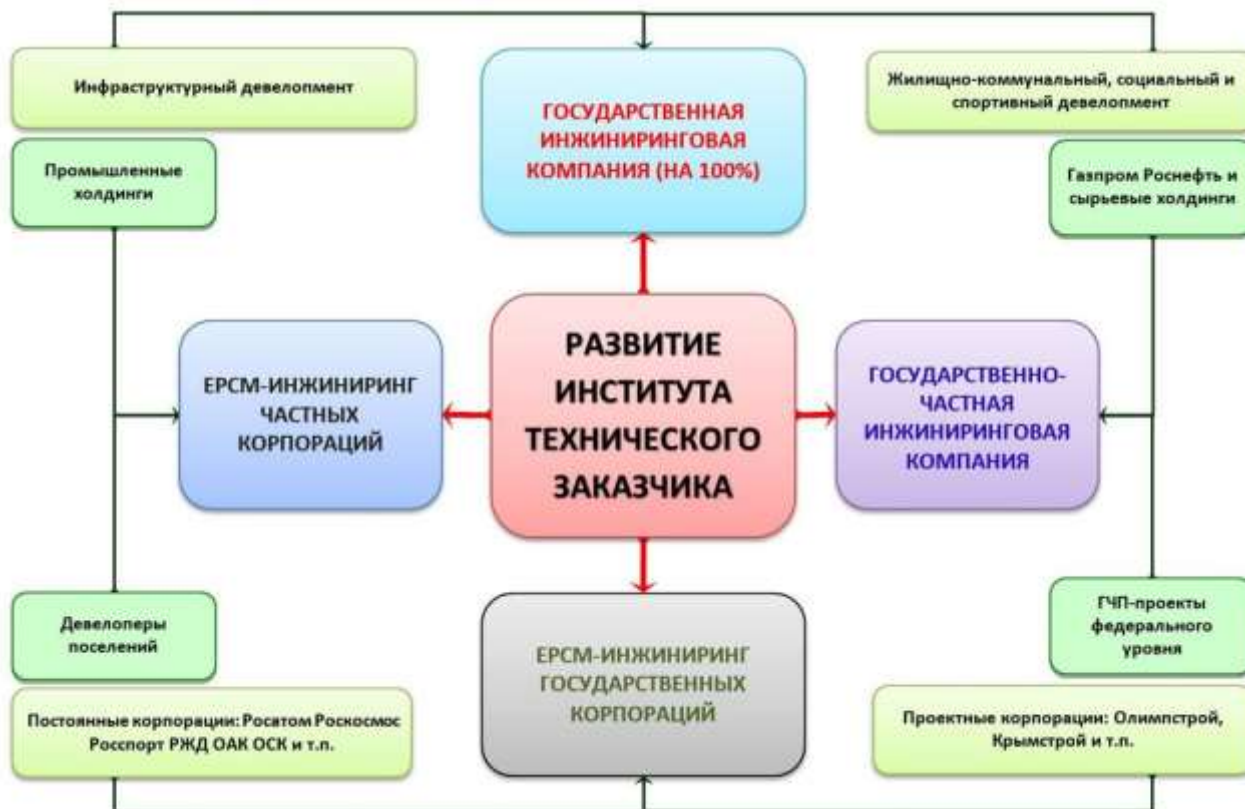 Инфраструктурный девелопмент
ГОСУДАРСТВЕННАЯ
ИНЖИНИРИНГОВАЯ
КОМПАНИЯ (НА 100%)
Жилищно-коммунальный, социальный и
спортивный девелопмент
Промышленные
холдинги
Газпром Роснефть и
сырьевые холдинги
ЕРСМ-ИНЖИНИРИНГ
ЧАСТНЫХ
КОРПОРАЦИЙ
РАЗВИТИЕ
ИНСТИТУТА
ТЕХНИЧЕСКОГО
ЗАКАЗЧИКА
ГОСУДАРСТВЕННО-
ЧАСТНАЯ
ИНЖИНИРИНГОВАЯ
КОМПАНИЯ
Девелоперы
поселений
ЕРСМ-ИНЖИНИРИНГ
ГОСУДАРСТВЕННЫХ
КОРПОРАЦИЙ
ГЧП-проекты
федерального
уровня
Постоянные корпорации: Росатом Роскосмос
Росспорт РЖД ОАК ОСК и т.п.
Проектные корпорации: Олимпстрой,
Крымстрой и т.п.